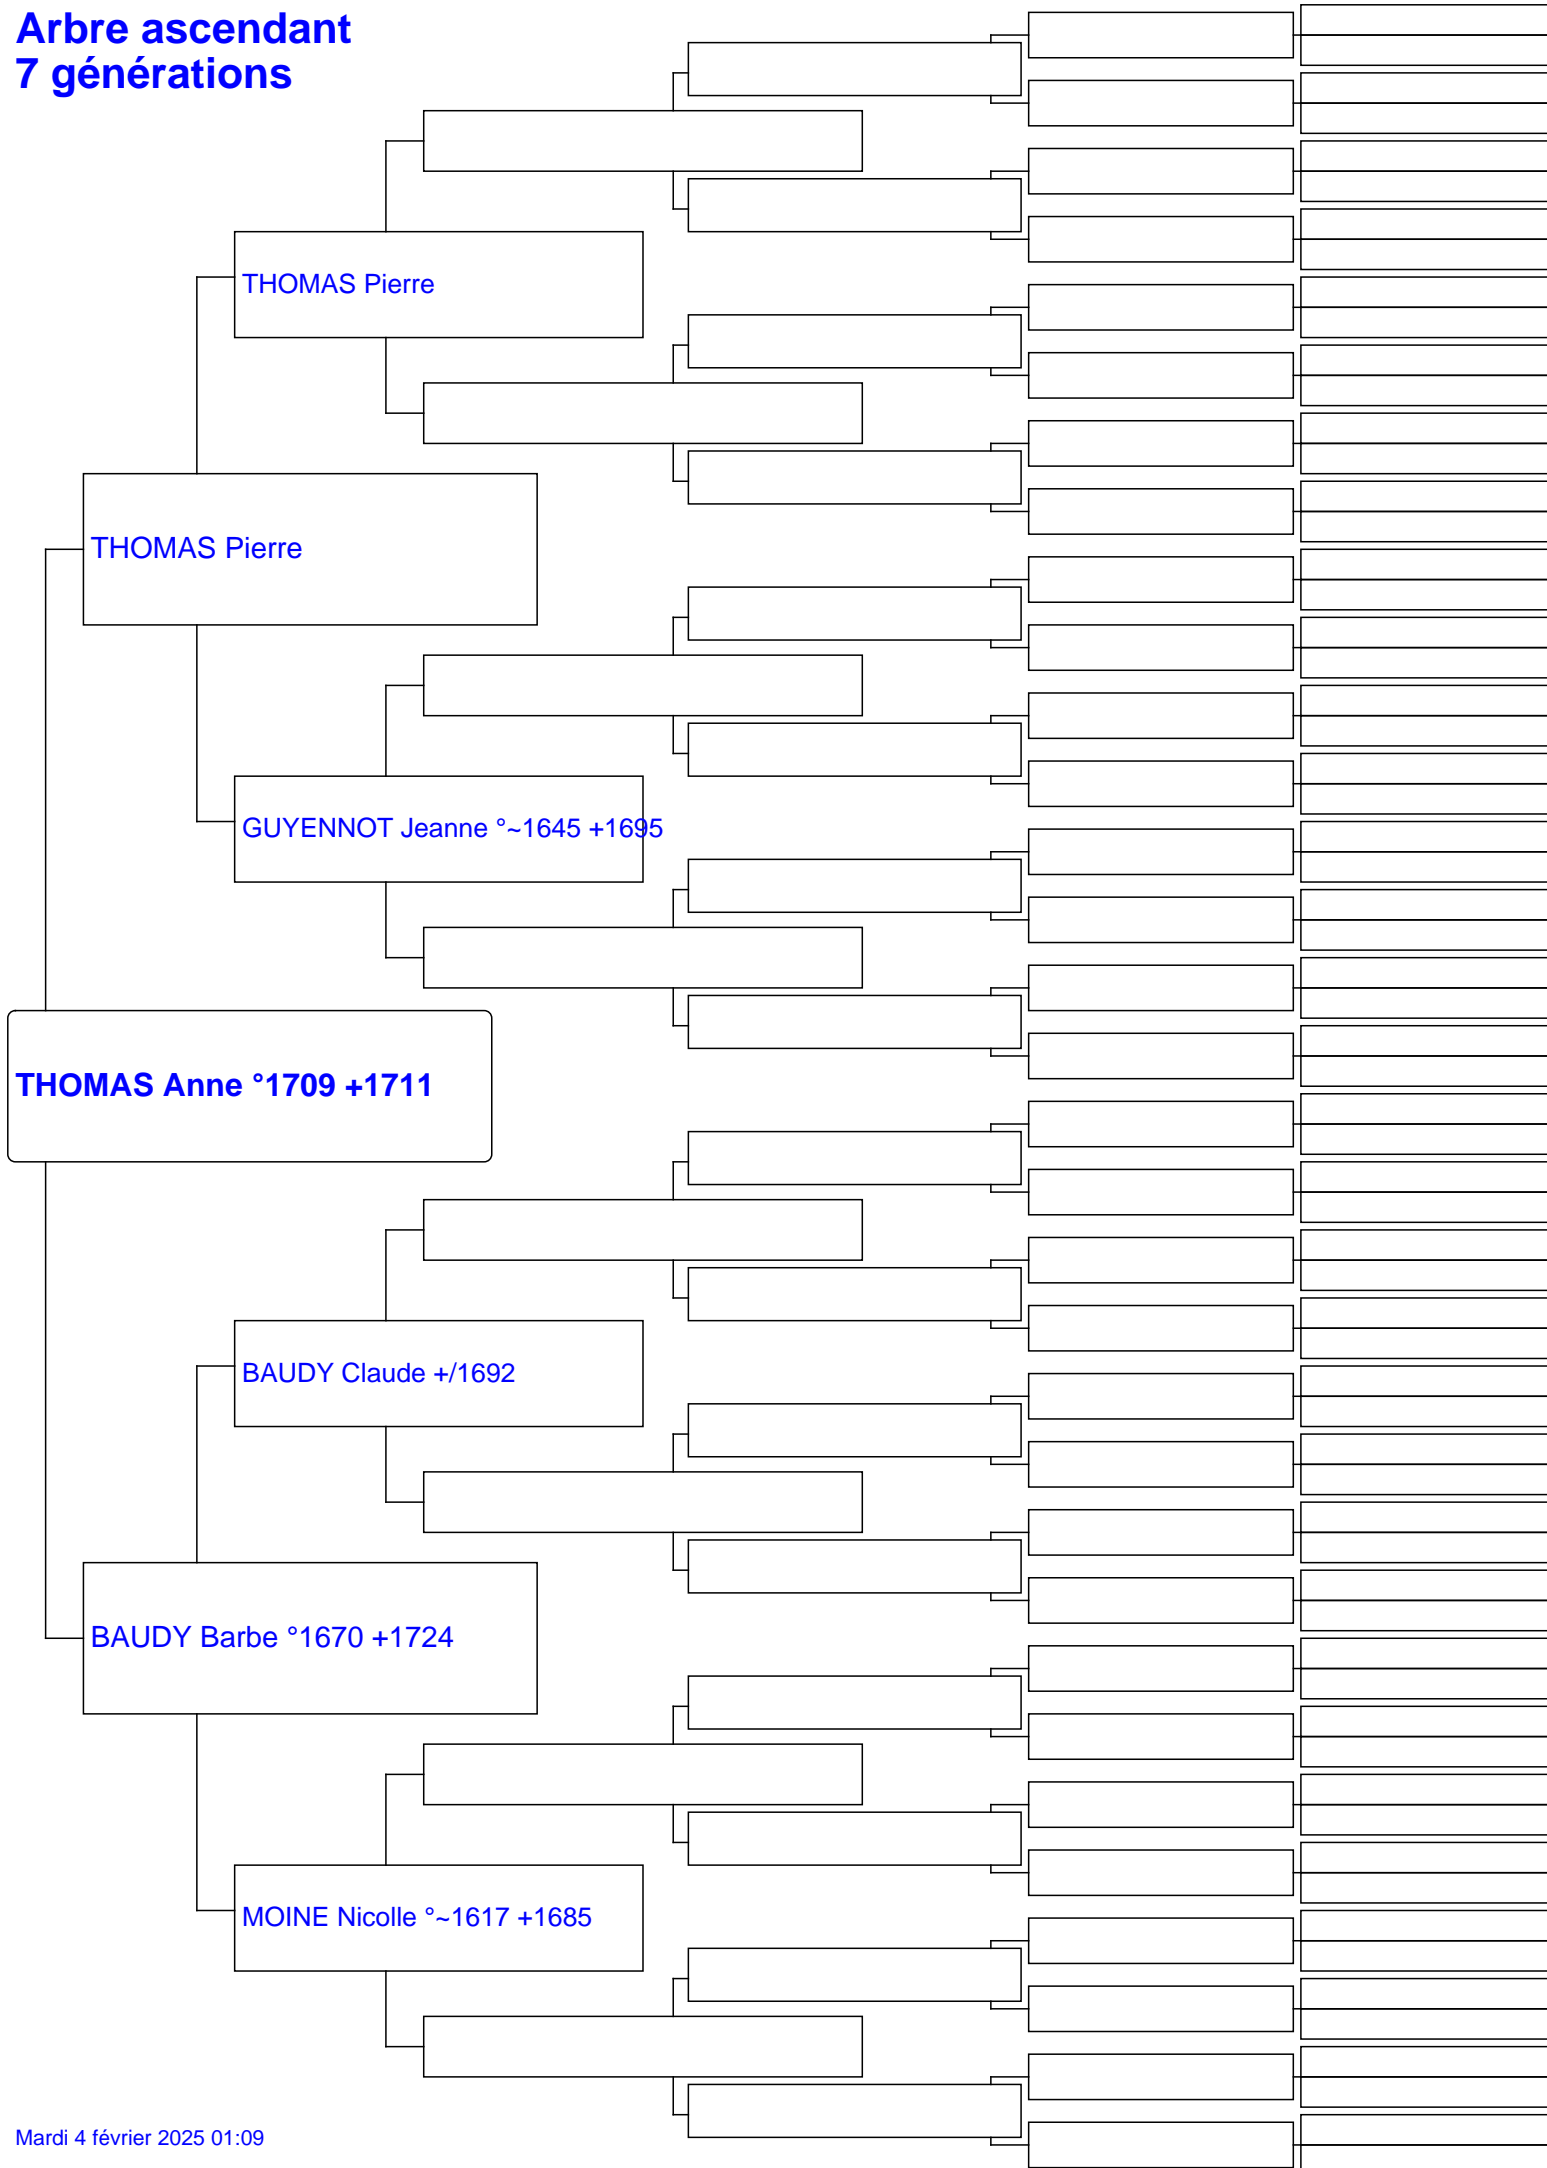 Arbre ascendant
7 générations
THOMAS Pierre
THOMAS Pierre
GUYENNOT Jeanne °~1645 +1695
THOMAS Anne °1709 +1711
BAUDY Claude +/1692
BAUDY Barbe °1670 +1724
MOINE Nicolle °~1617 +1685
Mardi 4 février 2025 01:09